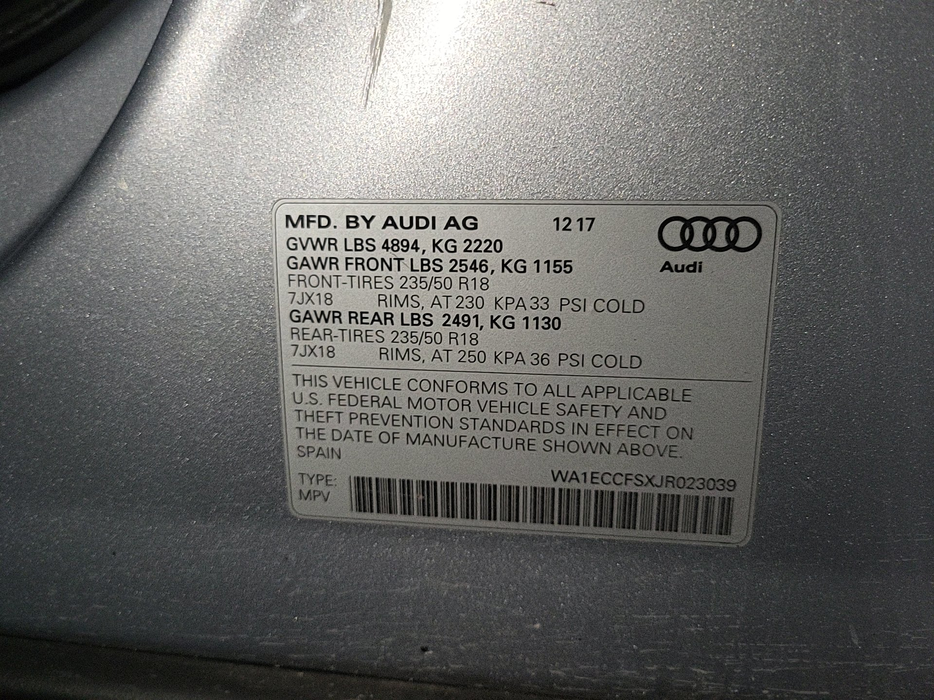 MFD. BY AUDI AG 12 17
GVWR LBS 4894, KG 2220
GAWR FRONT LBS 2546, KG 1155
Audi
FRONT-TIRES 235/50 R18
7JX18 RIMS, AT 230 KPA 33 PSI COLD
GAWR REAR LBS 2491, KG 1130
REAR-TIRES 235/50 R18
7JX18 RIMS, AT 250 KPA 36 PSI COLD
THIS VEHICLE CONFORMS TO ALL APPLICABLE
U.S. FEDERAL MOTOR VEHICLE SAFETY AND
THEFT PREVENTION STANDARDS IN EFFECT ON
THE DATE OF MANUFACTURE SHOWN ABOVE.
SPAIN
TYPE: WA1ECCFSXJR023039
MPV